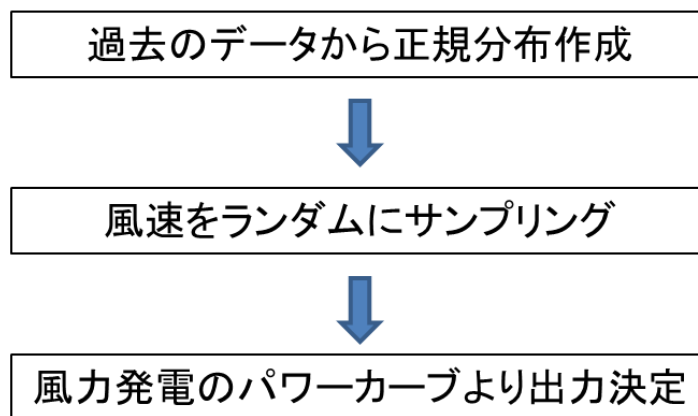 過去のデータから正規分布作成
風速をランダムにサンプリング
風力発電のパワーカーブより出力決定